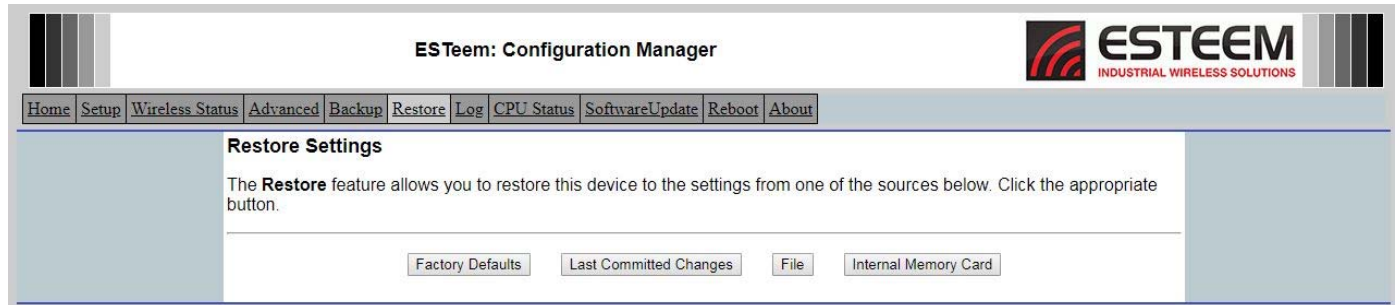 ESTeem: Configuration Manager
ESTEEM
INDUSTRIAL WIRELESS SOLUTIONS
Home Setup Wireless Status Advanced Backup Restore Log CPU Status SoftwareUpdate Reboot About
Restore Settings
The Restore feature allows you to restore this device to the settings from one of the sources below. Click the appropriate
button.
Factory Defaults Last Committed Changes File Internal Memory Card